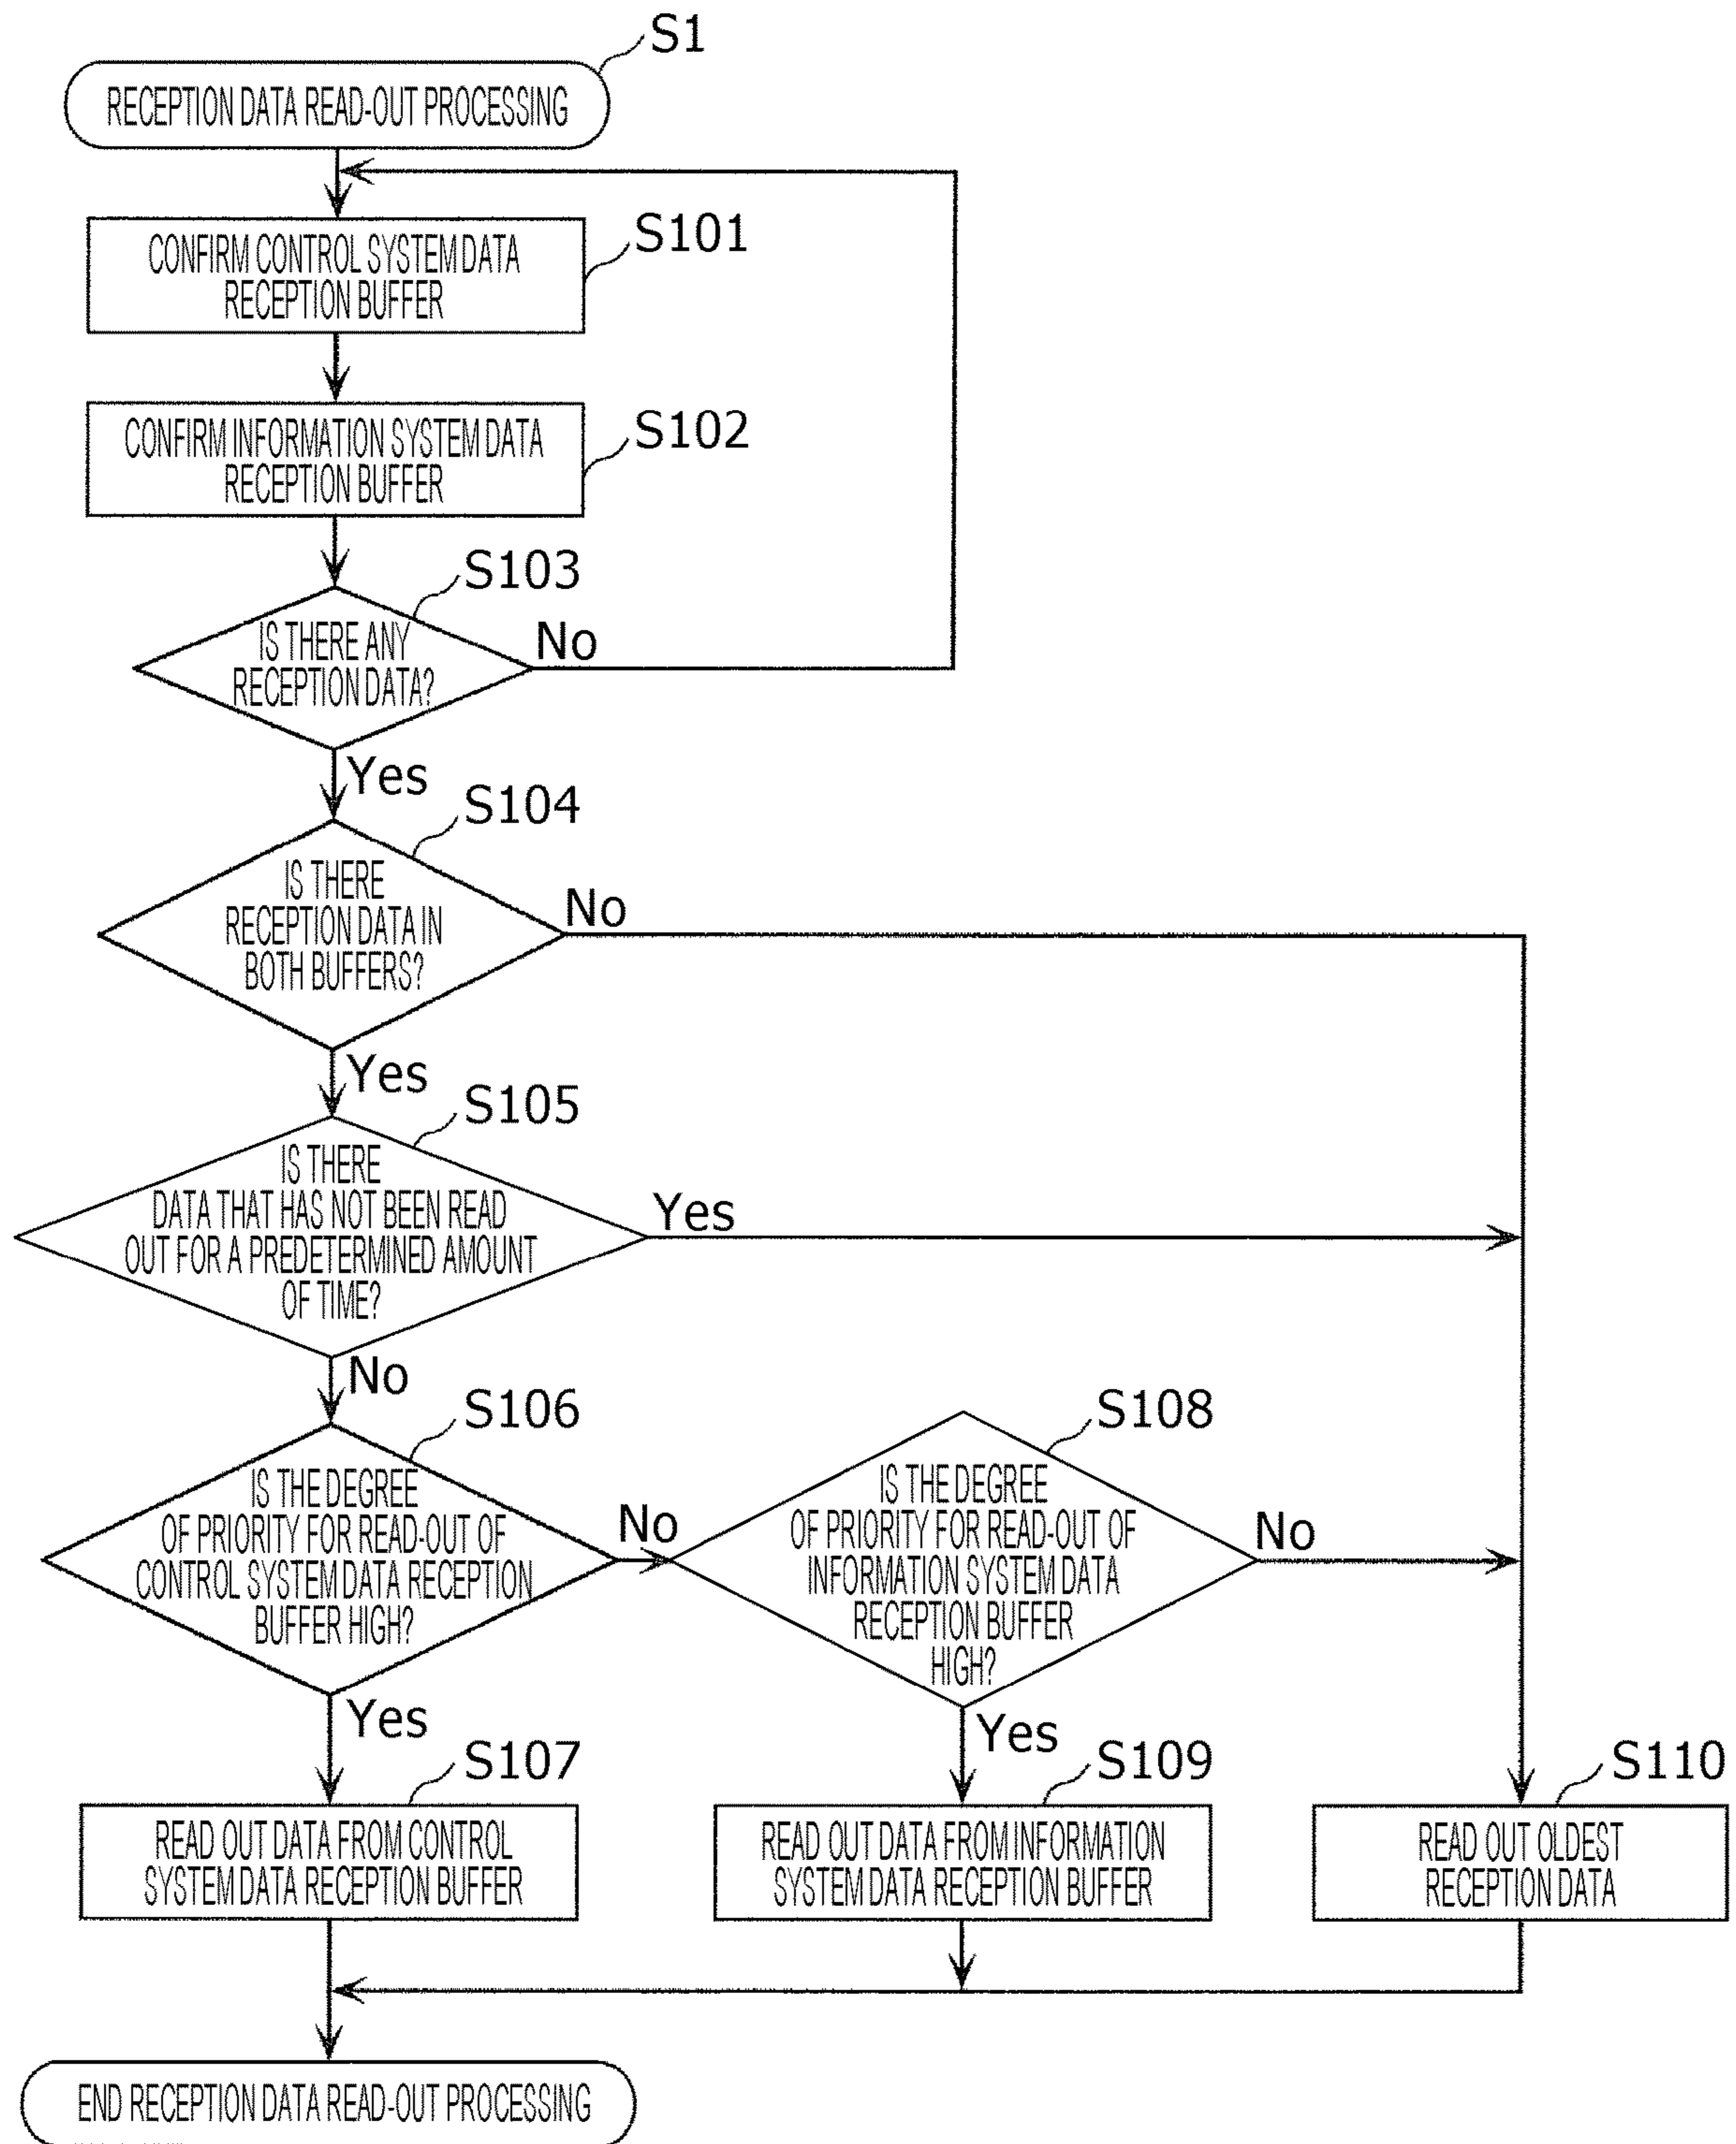 S1
RECEPTION DATA READ-OUT PROCESSING
S101
CONFIRM CONTROL SYSTEM DATA
RECEPTION BUFFER
S102
CONFIRM INFORMATION SYSTEM DATA
RECEPTION BUFFER
S103
IS THERE ANY
RECEPTION DATA?
No
Yes
S104
IS THERE
RECEPTION DATA IN
BOTH BUFFERS?
No
Yes
S105
IS THERE
DATA THAT HAS NOT BEEN READ
OUT FOR A PREDETERMINED AMOUNT
OF TIME?
Yes
No
S106
IS THE DEGREE
OF PRIORITY FOR READ-OUT OF
CONTROL SYSTEM DATA RECEPTION
BUFFER HIGH?
No
Yes
S108
IS THE DEGREE
OF PRIORITY FOR READ-OUT OF
INFORMATION SYSTEM DATA
RECEPTION BUFFER
HIGH?
No
Yes
S107
READ OUT DATA FROM CONTROL
SYSTEM DATA RECEPTION BUFFER
S109
READ OUT DATA FROM INFORMATION
SYSTEM DATA RECEPTION BUFFER
S110
READ OUT OLDEST
RECEPTION DATA
END RECEPTION DATA READ-OUT PROCESSING